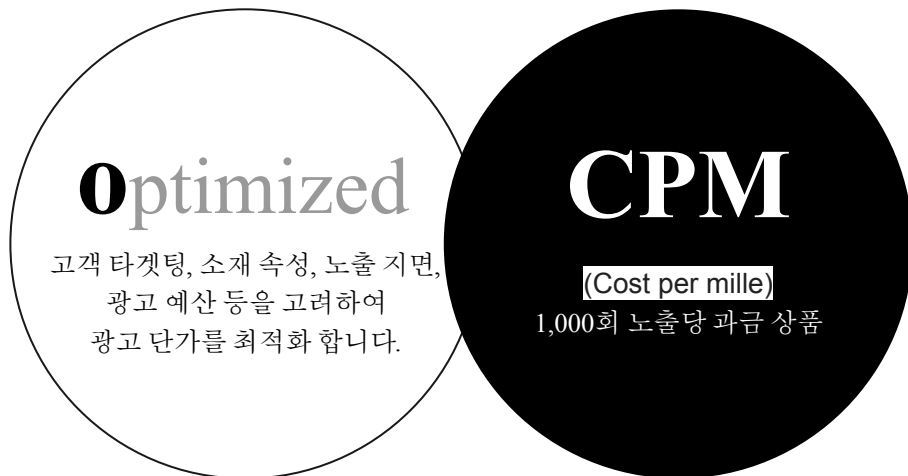 optimized
고객 타겟팅, 소재 속성, 노출 지면,
광고 예산 등을 고려하여
광고 단가를 최적화 합니다.
CPM
(Cost per mille)
1,000회 노출당 과금 상품